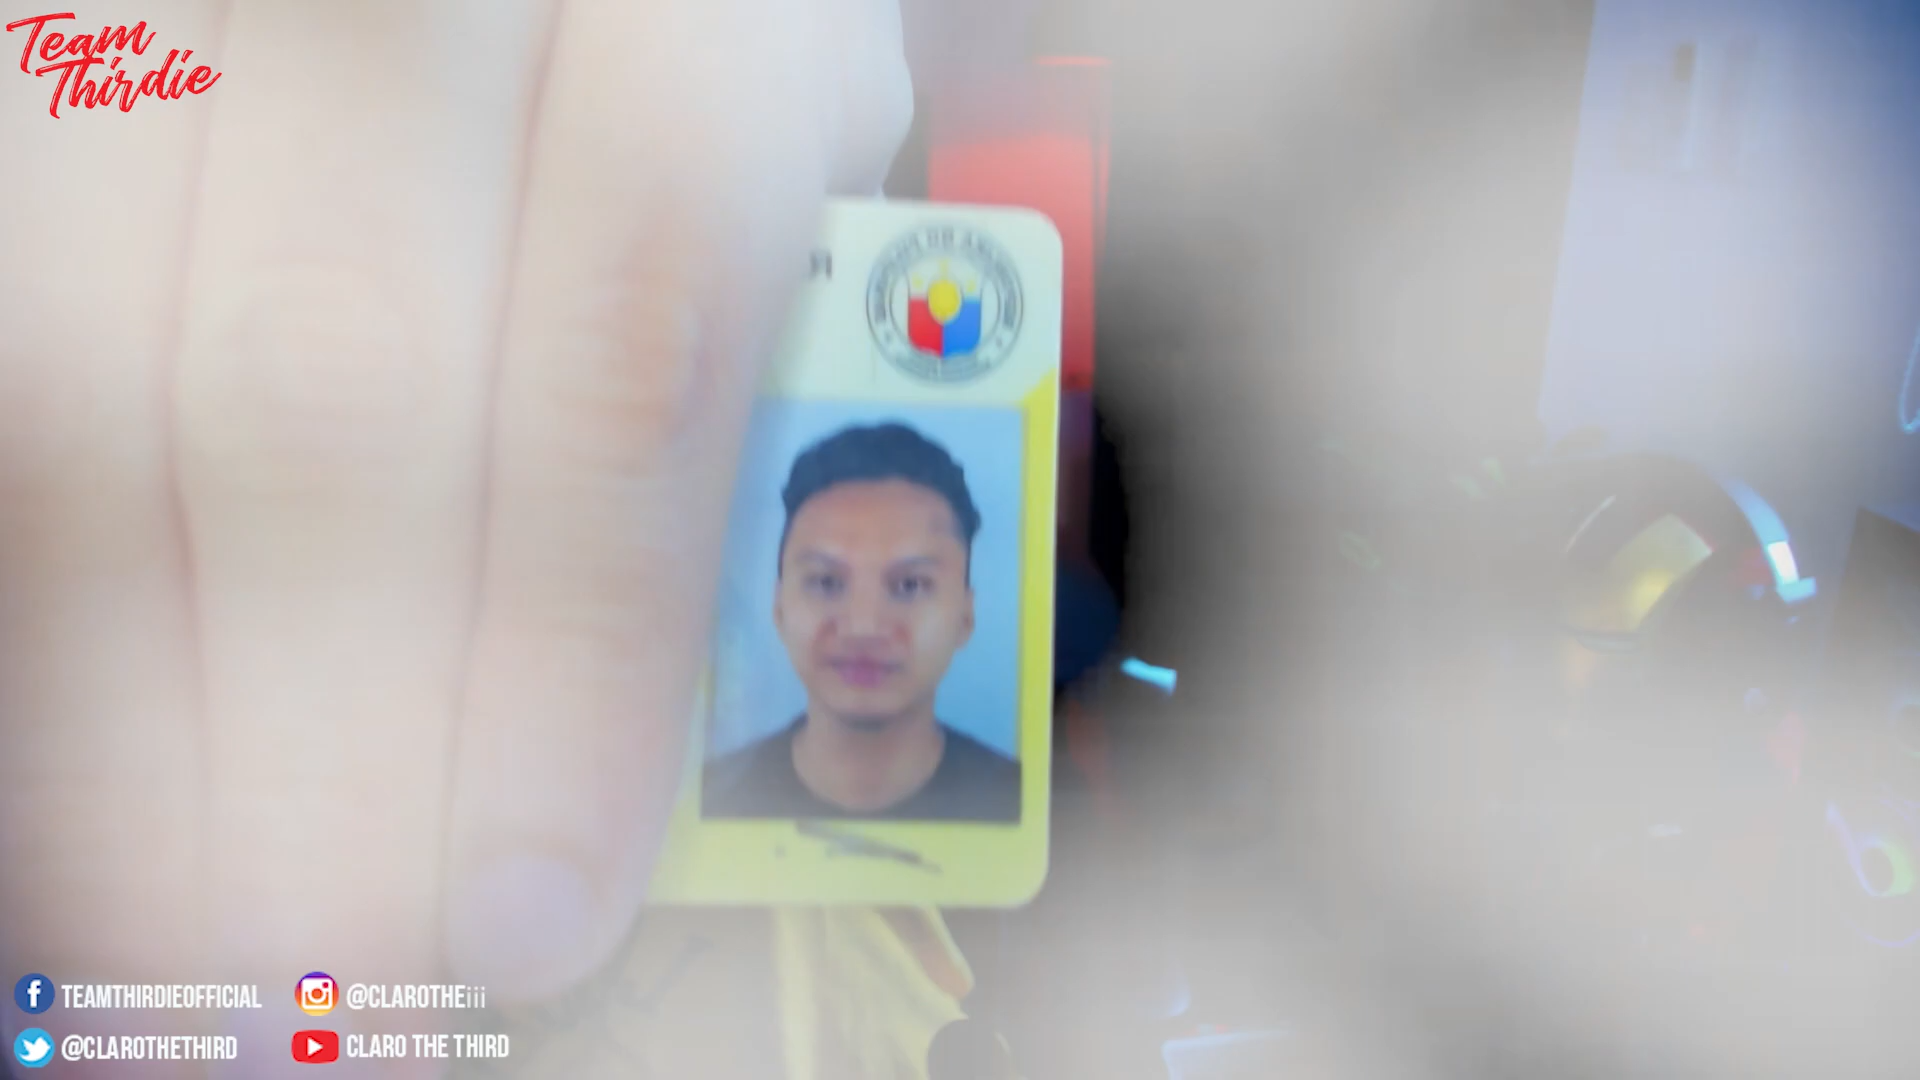 Team
Thirdie
TEAMTHIRDIEOFFICIAL
@CLAROTHEiii
@CLAROTHETHIRD
CLARO THE THIRD